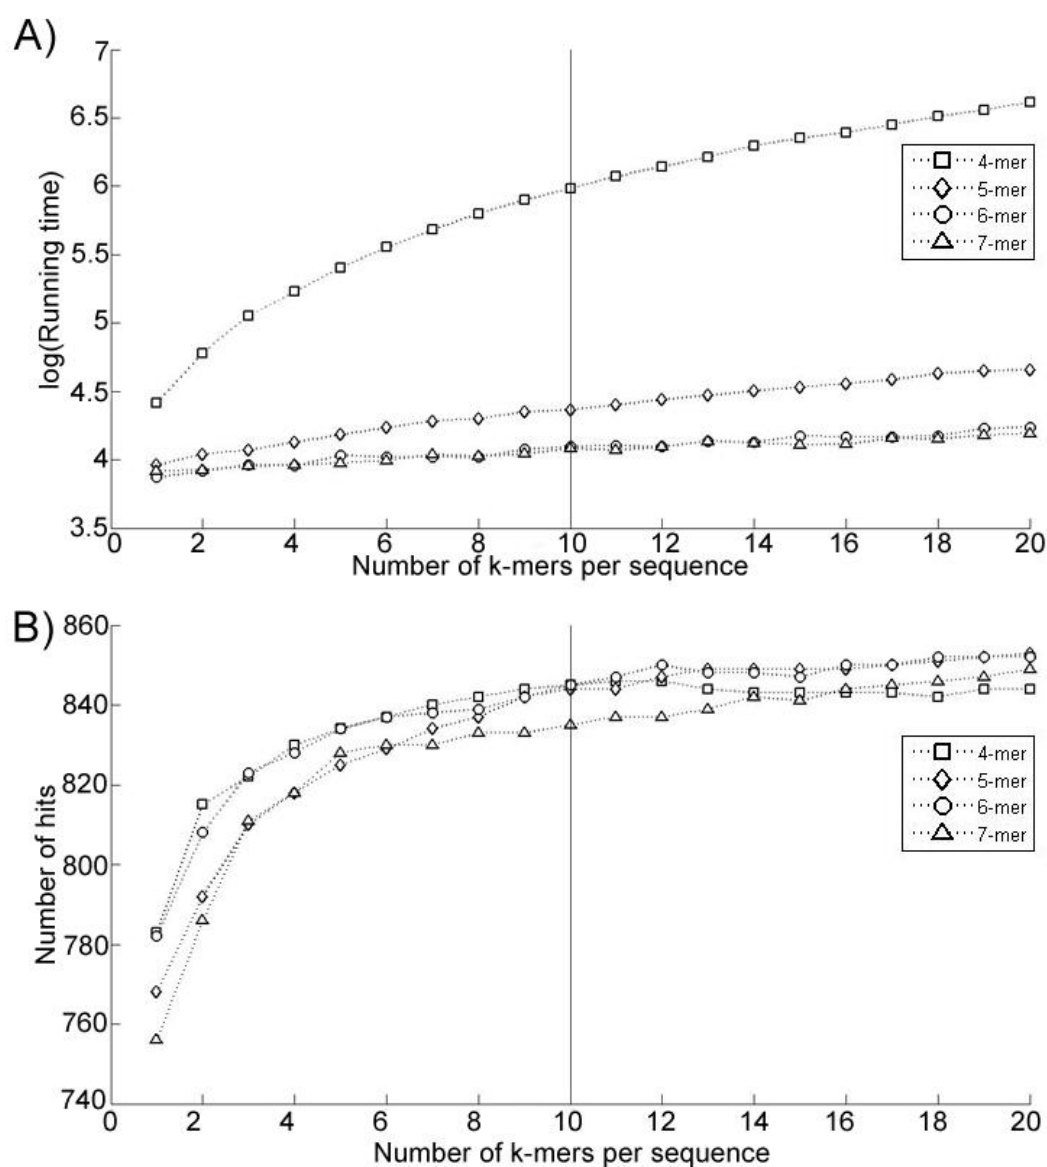 A)
7
6.5
6
5.5
5
4.5
4
3.5
log(Running time)
4-mer
5-mer
6-mer
7-mer
0 2 4 6 8 10 12 14 16 18 20
Number of k-mers per sequence
B)
860
840
820
800
780
760
740
Number of hits
4-mer
5-mer
6-mer
7-mer
0 2 4 6 8 10 12 14 16 18 20
Number of k-mers per sequence